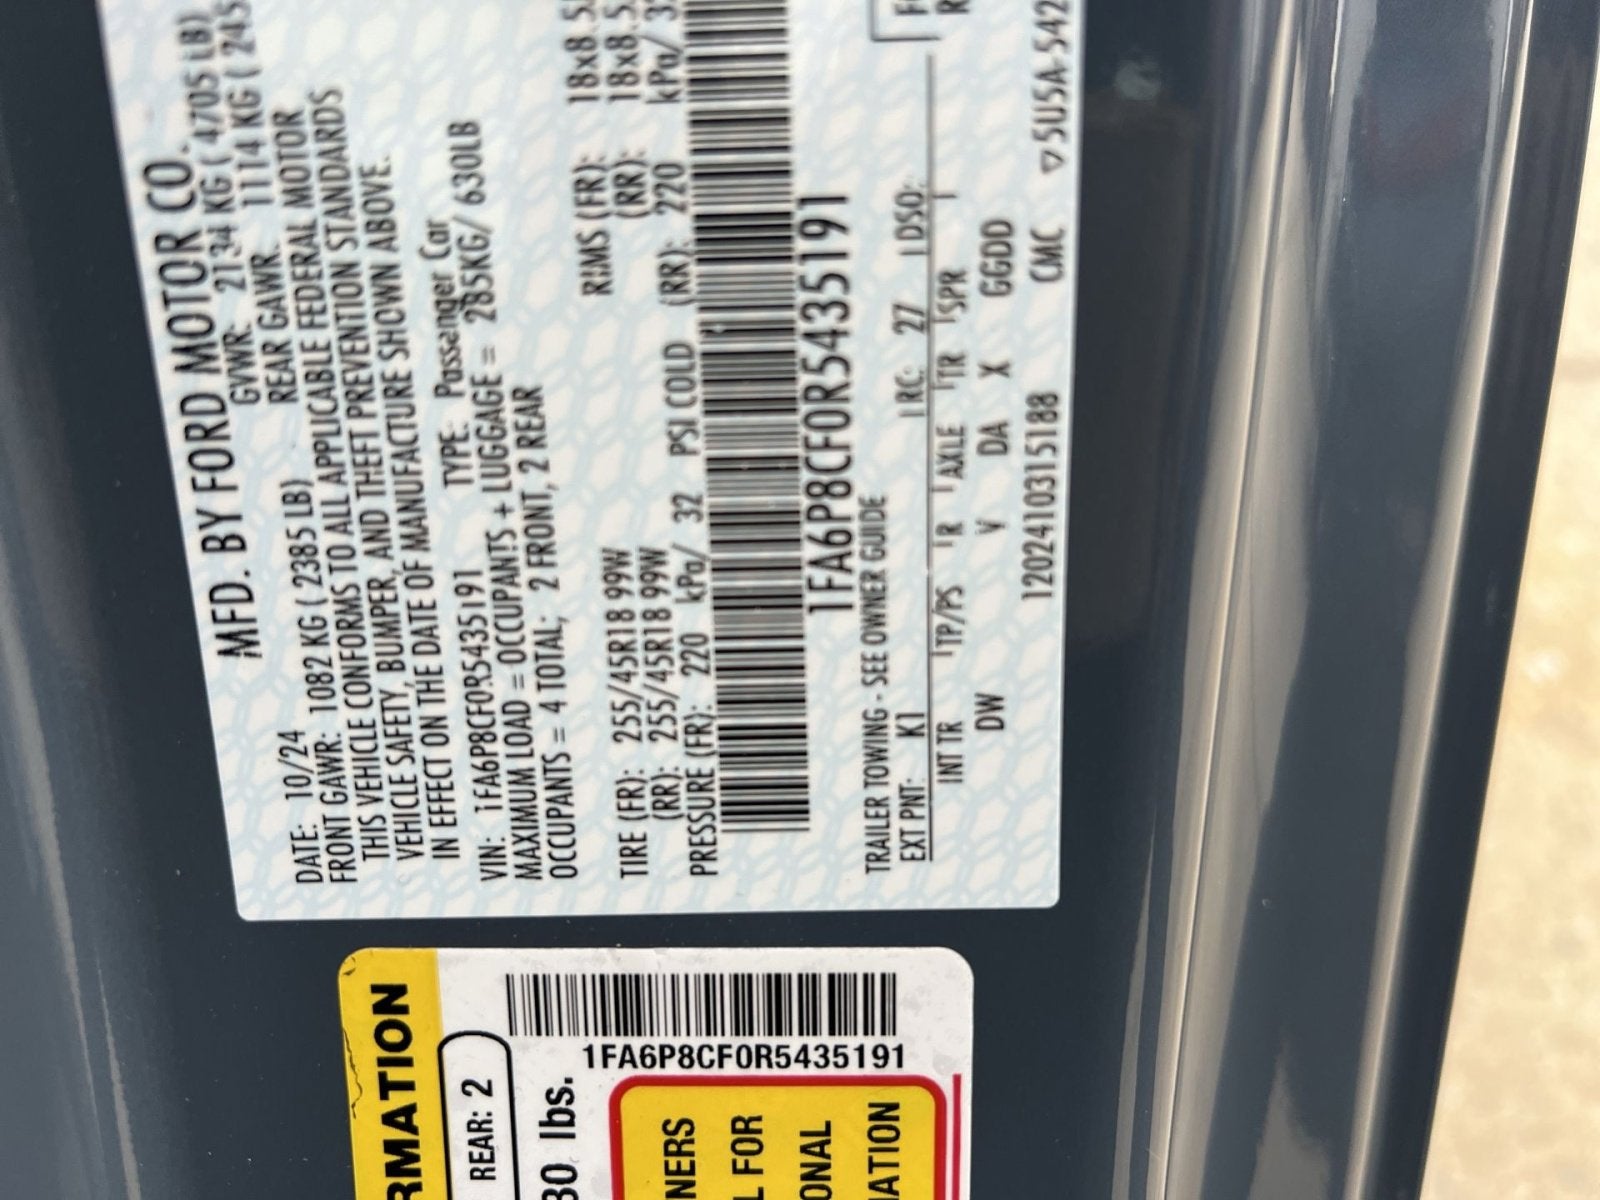 MFD. BY FORD MOTOR CO.
DATE: 10/24 GVWR: 2134 KG ( 4705 LB)
FRONT GAWR: 1082 KG ( 2385 LB) REAR GAWR: 1114 KG ( 245
THIS VEHICLE CONFORMS TO ALL APPLICABLE FEDERAL MOTOR
VEHICLE SAFETY, BUMPER, AND THEFT PREVENTION STANDARDS
IN EFFECT ON THE DATE OF MANUFACTURE SHOWN ABOVE.
VIN: 1FA6P8CF0R5435191 TYPE: Passenger Car
MAXIMUM LOAD = OCCUPANTS + LUGGAGE = 285KG/ 630LB
OCCUPANTS = 4 TOTAL; 2 FRONT, 2 REAR
TIRE (FR): 255/45R18 99W RIMS (FR): 18x8.5
(RR): 255/45R18 99W (RR): 18x8.5
PRESSURE (FR): 220 kPa/ 32 PSI COLD (RR): 220 kPa/ 32
1FA6P8CF0R5435191
TRAILER TOWING - SEE OWNER GUIDE
EXT PNT: K1 RC: 27 DSO:
INT TR TP/PS R AXLE TR SPR
DW V DA X GGDD
1202410315188 CMC ▽5U5A-542
RMATION
REAR: 2
30 lbs.
1FA6P8CF0R5435191
NERS
L FOR
ONAL
ATION